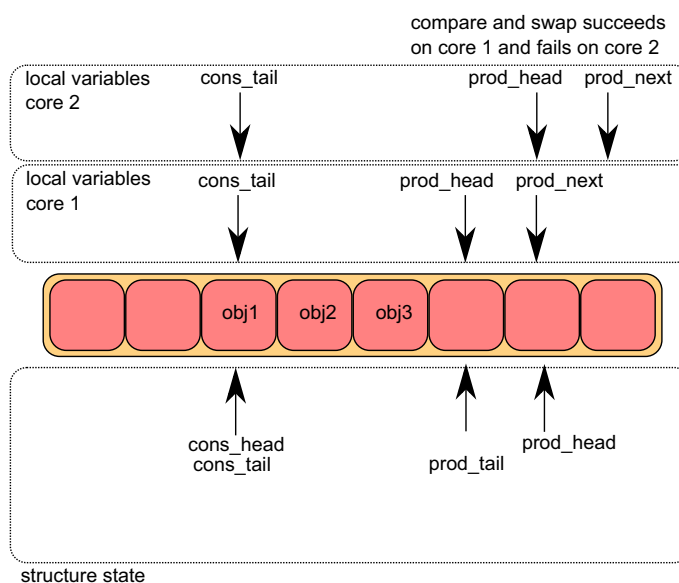 compare and swap succeeds
on core 1 and fails on core 2
local variables
core 2
cons_tail
prod_head
prod_next
local variables
core 1
cons_tail
prod_head
prod_next
obj1
obj2
obj3
cons_head
cons_tail
prod_tail
prod_head
structure state